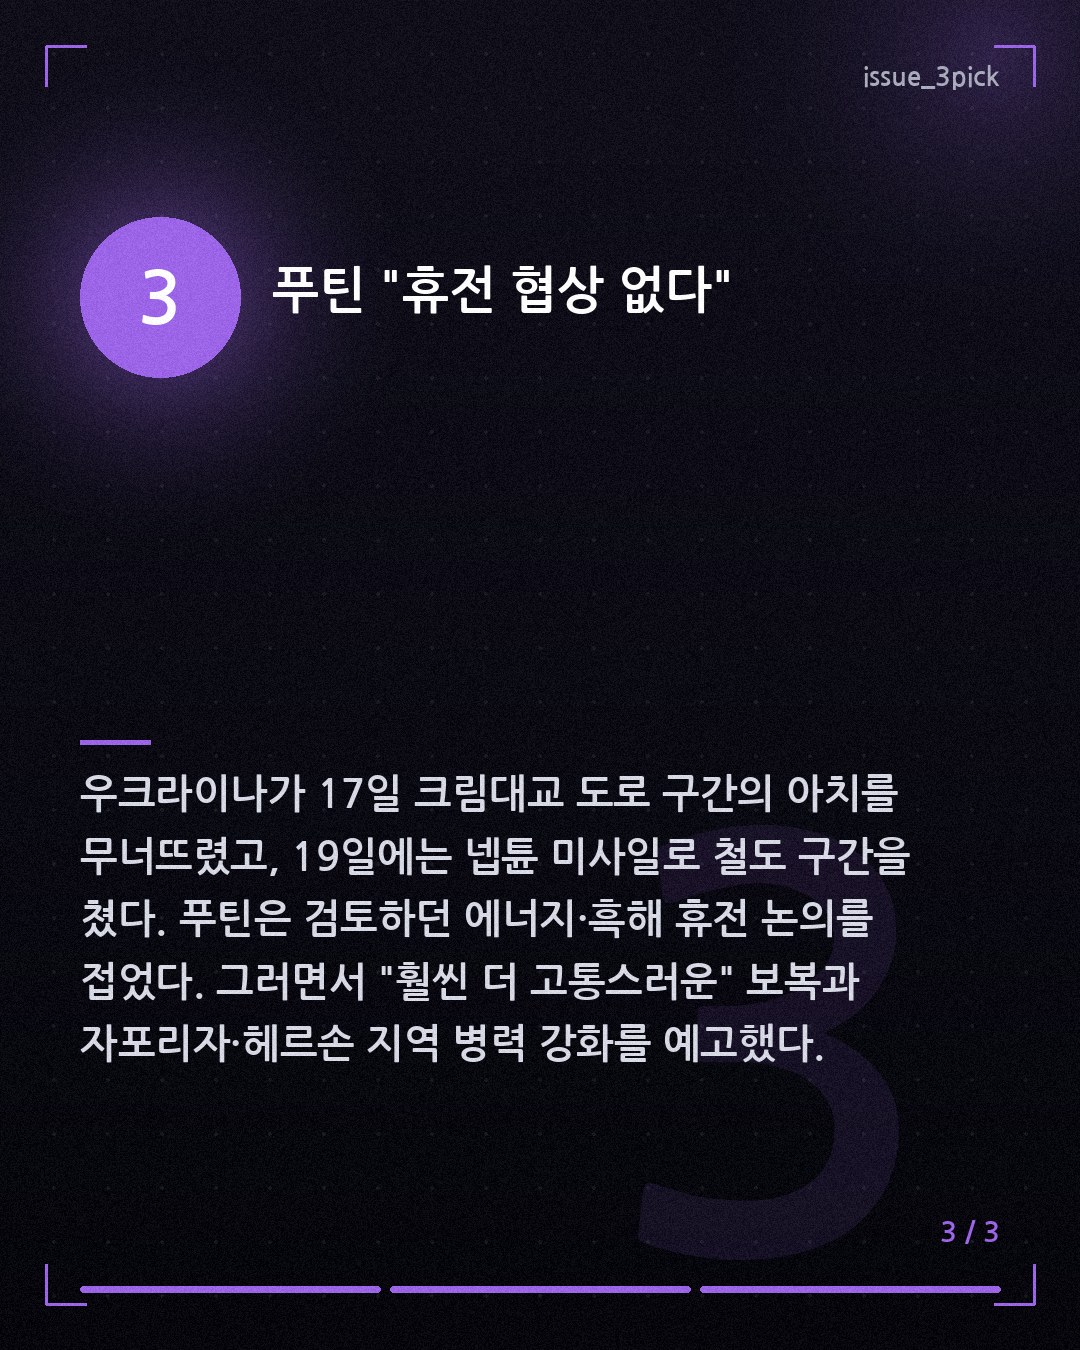 issue_3pick
3
푸틴 "휴전 협상 없다"
우크라이나가 17일 크림대교 도로 구간의 아치를
무너뜨렸고, 19일에는 넵튠 미사일로 철도 구간을
쳤다. 푸틴은 검토하던 에너지·흑해 휴전 논의를
접었다. 그러면서 "훨씬 더 고통스러운" 보복과
자포리자·헤르손 지역 병력 강화를 예고했다.
3
3 / 3